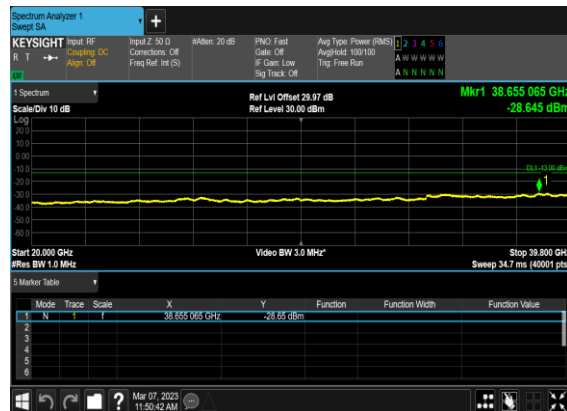 Spectrum Analyzer 1
Swept SA
+
KEYSIGHT Input: RF Input Z: 50 Ω #Atten: 20 dB PNO: Fast Avg Type: Power (RMS) 1 2 3 4 5 6
R T Coupling: DC Corrections: Off Gate: Off Avg|Hold: 100/100 A W W W W W
Align: Off Freq Ref: Int (S) IF Gain: Low Trig: Free Run
LW Sig Track: Off A N N N N N
1 Spectrum Ref Lvl Offset 29.97 dB Mkr1 38.655 065 GHz
Scale/Div 10 dB Ref Level 30.00 dBm -28.645 dBm
Log
20.0
10.0
0.00
-10.0 DL1 -13.00 dBm
-20.0 1
-30.0
-40.0
-50.0
-60.0
Start 20.000 GHz Video BW 3.0 MHz* Stop 39.800 GHz
#Res BW 1.0 MHz Sweep 34.7 ms (40001 pts)
5 Marker Table
Mode Trace Scale X Y Function Function Width Function Value
1 N 1 f 38.655 065 GHz -28.65 dBm
2
3
4
5
6
? Mar 07, 2023
11:50:42 AM